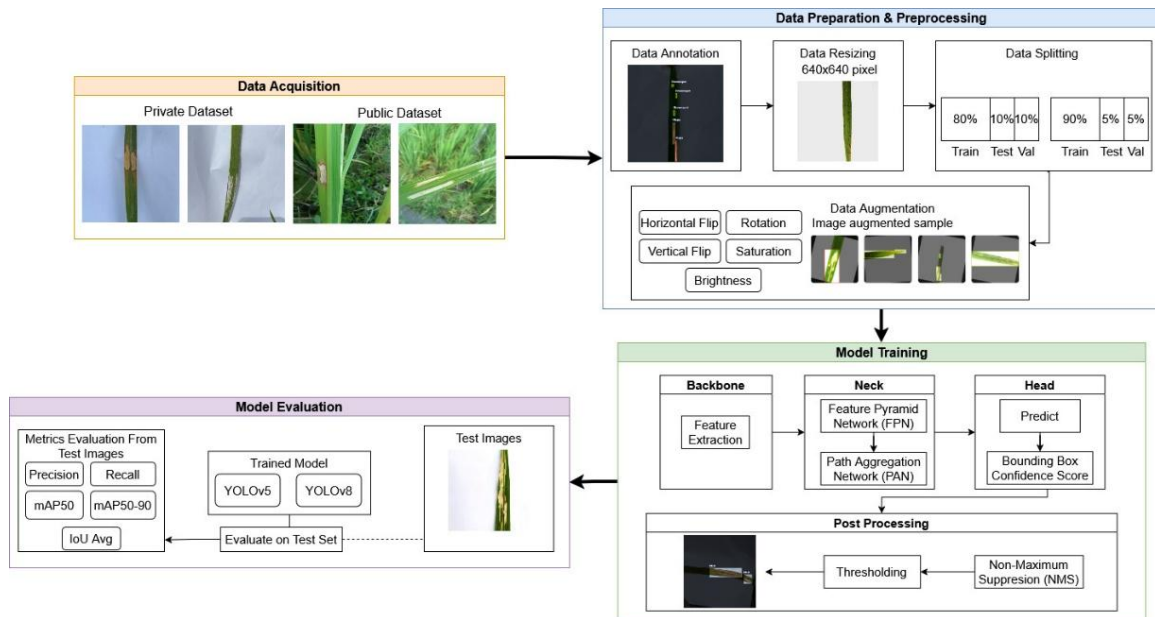 Data Acquisition
Private Dataset
Public Dataset
Data Preparation & Preprocessing
Data Annotation
Data Resizing
640x640 pixel
Data Splitting
80% 10% 10%
Train Test Val
90% 5% 5%
Train Test Val
Horizontal Flip
Rotation
Vertical Flip
Saturation
Brightness
Data Augmentation
Image augmented sample
Model Training
Backbone
Feature
Extraction
Neck
Feature Pyramid
Network (FPN)
Path Aggregation
Network (PAN)
Head
Predict
Bounding Box
Confidence Score
Post Processing
Thresholding
Non-Maximum
Suppresion (NMS)
Model Evaluation
Metrics Evaluation From
Test Images
Precision
Recall
mAP50
mAP50-90
IoU Avg
Trained Model
YOLOv5
YOLOv8
Evaluate on Test Set
Test Images